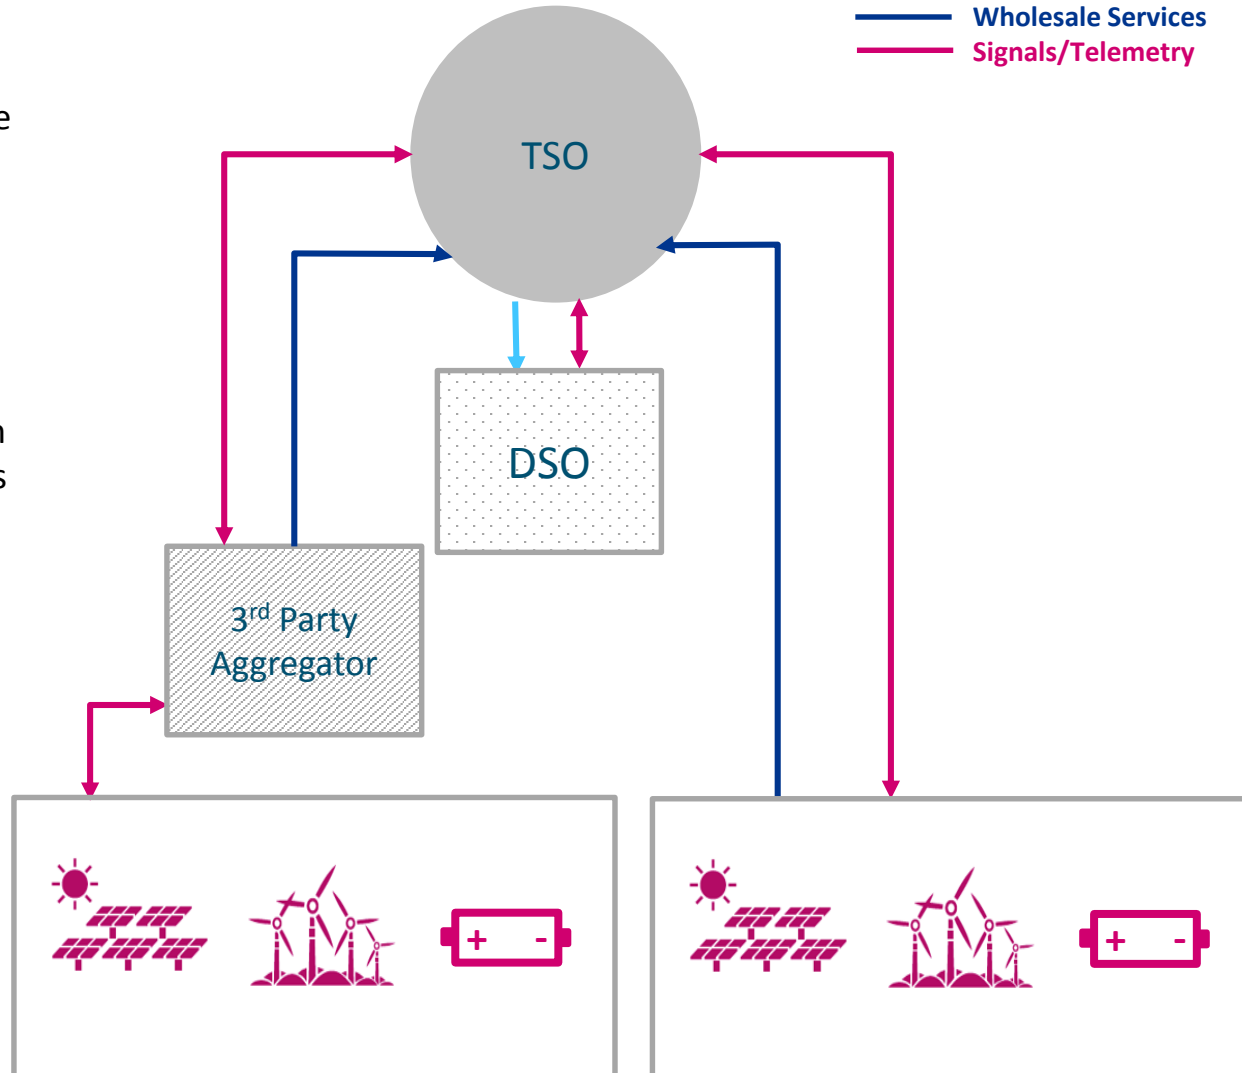 Wholesale Services
Signals/Telemetry
e
TSO
n
s
DSO
3rd Party
Aggregator
+ -
+ -